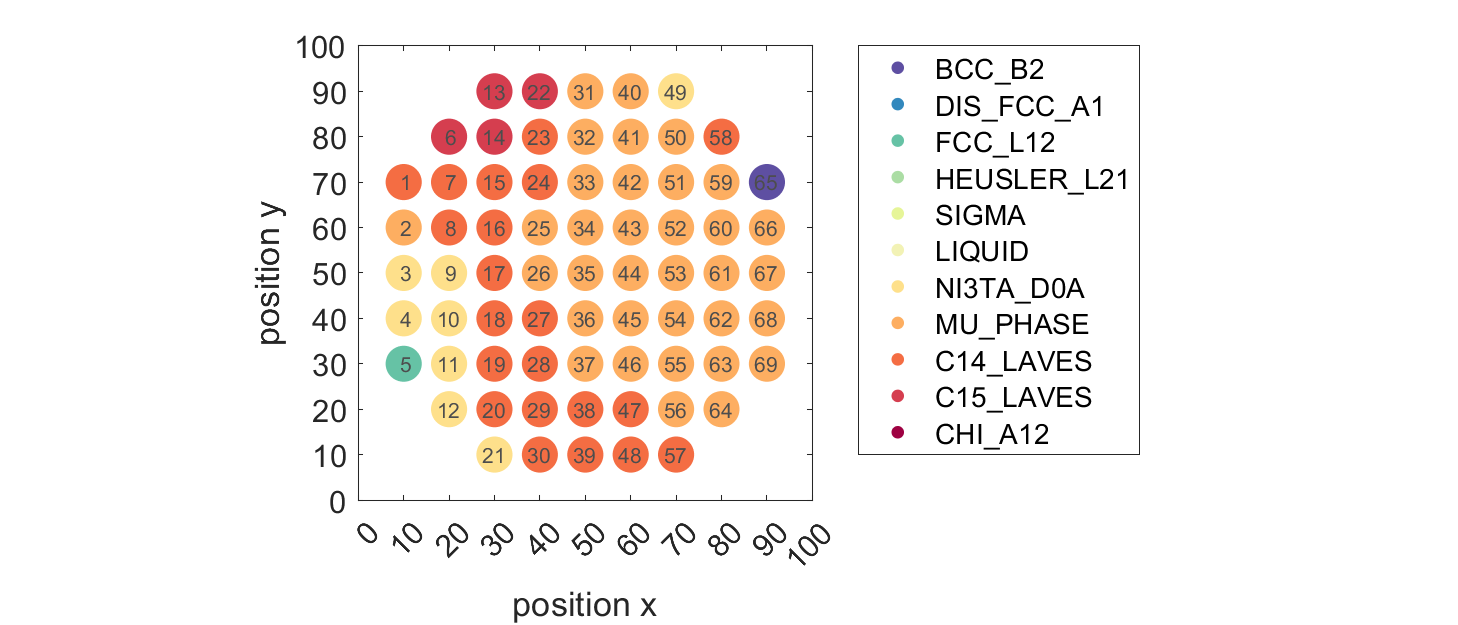 100
90
80
70
60
50
40
30
20
10
0
position y
13 22 31 40 49
6 14 23 32 41 50 58
1 7 15 24 33 42 51 59 65
2 8 16 25 34 43 52 60 66
3 9 17 26 35 44 53 61 67
4 10 18 27 36 45 54 62 68
5 11 19 28 37 46 55 63 69
12 20 29 38 47 56 64
21 30 39 48 57
0 10 20 30 40 50 60 70 80 90 100
position x
BCC_B2
DIS_FCC_A1
FCC_L12
HEUSLER_L21
SIGMA
LIQUID
NI3TA_D0A
MU_PHASE
C14_LAVES
C15_LAVES
CHI_A12